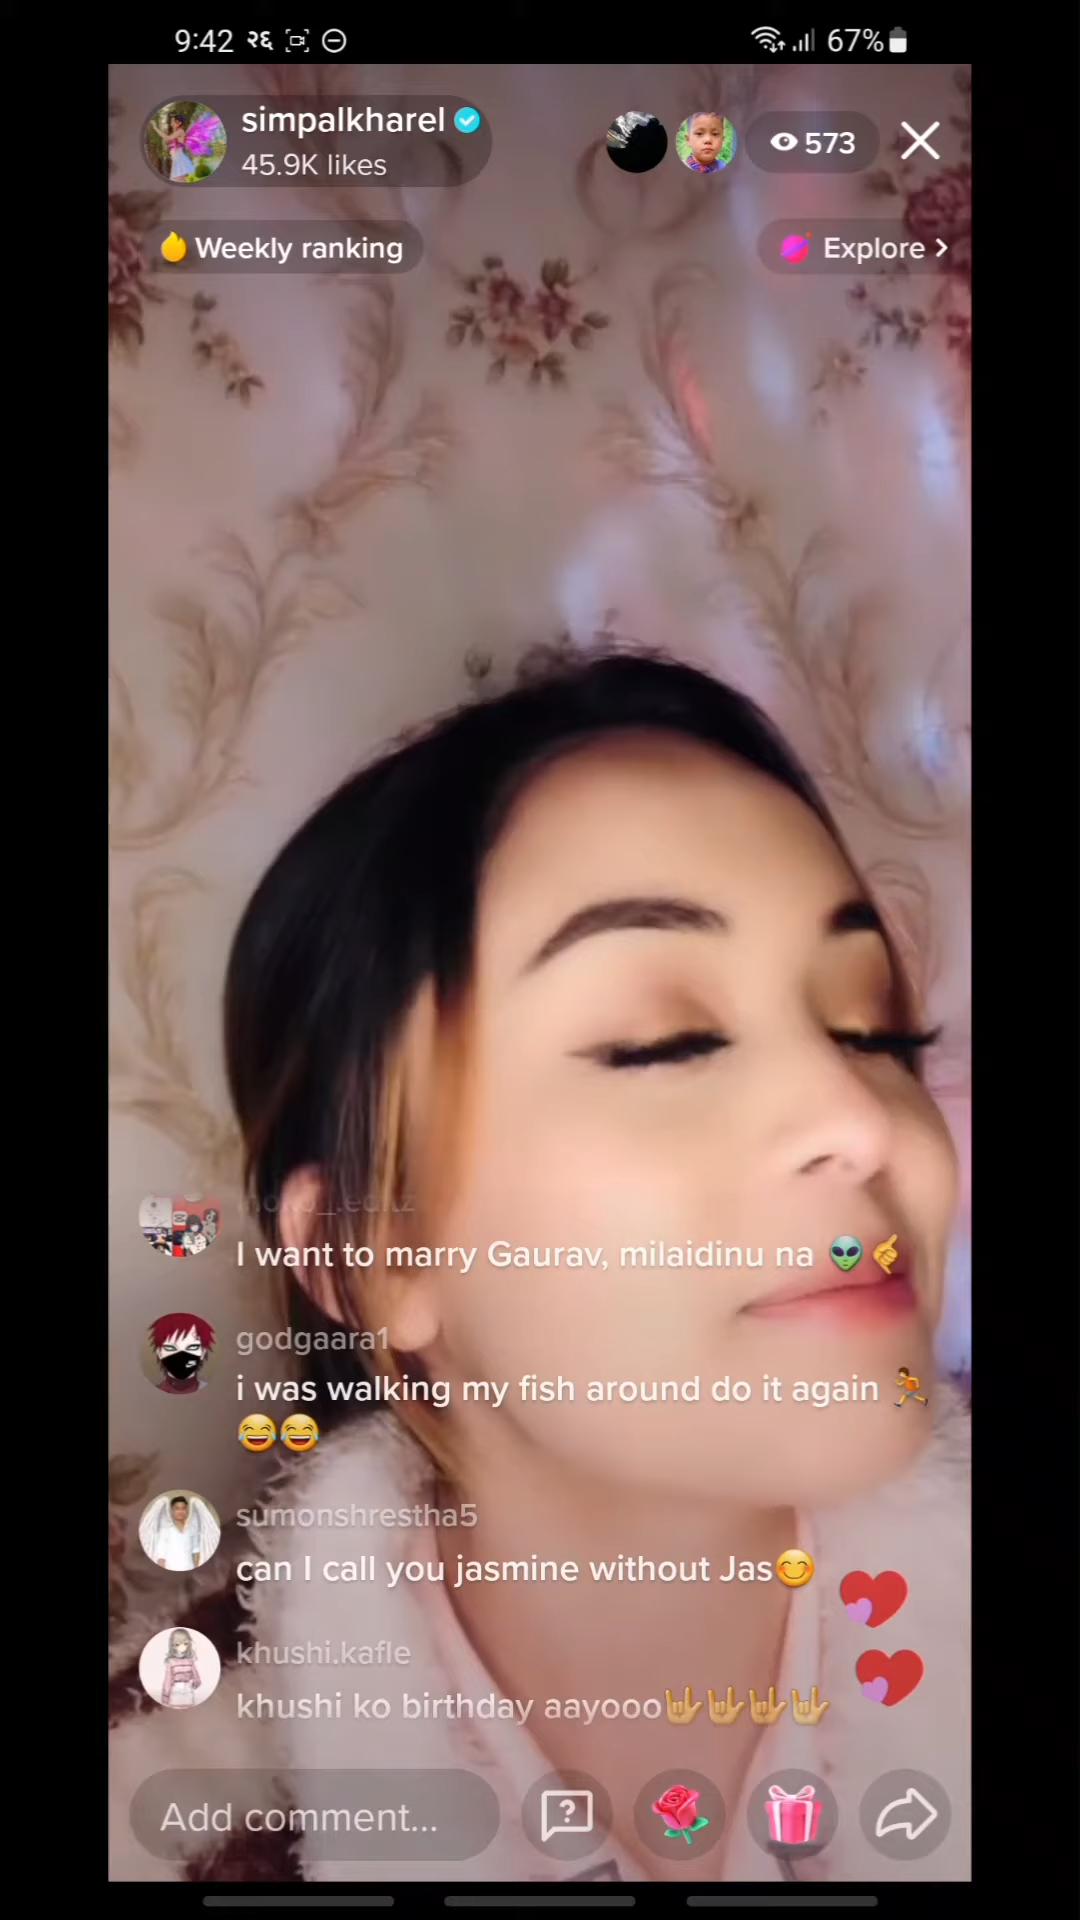 9:42 २६ 67%
simpalkharel
45.9K likes
573
Weekly ranking
Explore >
I want to marry Gaurav, milaidinu na 👽🤙
godgaara1
i was walking my fish around do it again 🏃
😂😂
sumonshrestha5
can I call you jasmine without Jas😊
khushi.kafle
khushi ko birthday aayooo🤟🤟🤟🤟
Add comment...